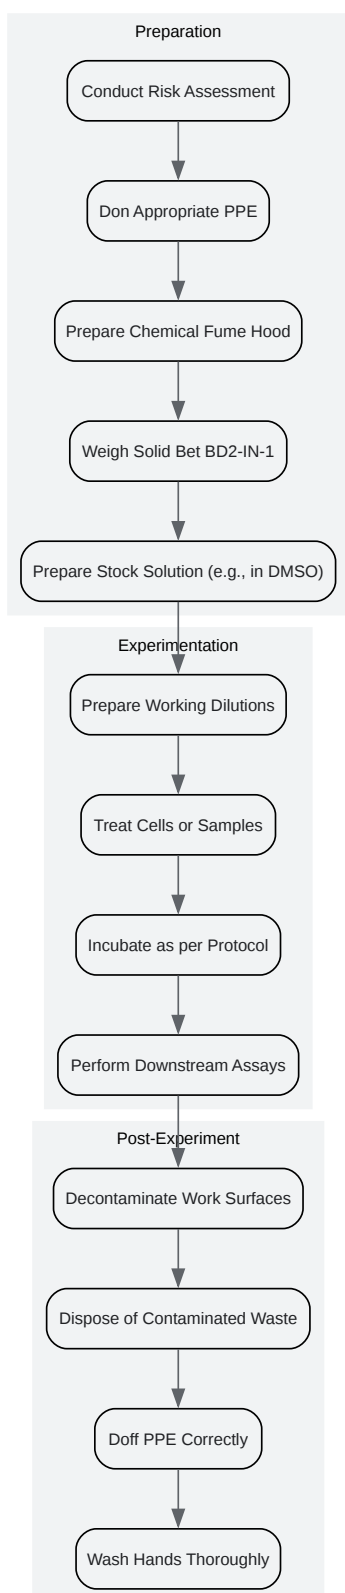 Preparation
Conduct Risk Assessment
Don Appropriate PPE
Prepare Chemical Fume Hood
Weigh Solid Bet BD2-IN-1
Prepare Stock Solution (e.g., in DMSO)
Experimentation
Prepare Working Dilutions
Treat Cells or Samples
Incubate as per Protocol
Perform Downstream Assays
Post-Experiment
Decontaminate Work Surfaces
Dispose of Contaminated Waste
Doff PPE Correctly
Wash Hands Thoroughly